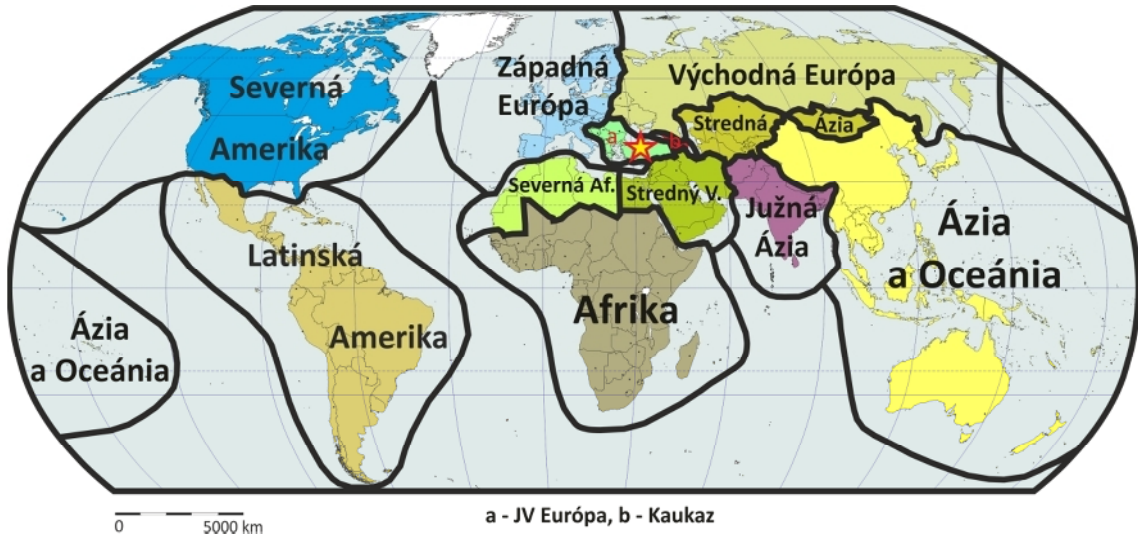 Severná
Amerika
Západná
Európa
Východná Európa
Stredná
Ázia
a
b
Severná Af.
Stredný V.
Južná
Ázia
Ázia
a Oceánia
Latinská
Amerika
Afrika
Ázia
a Oceánia
0 5000 km
a - JV Európa, b - Kaukaz